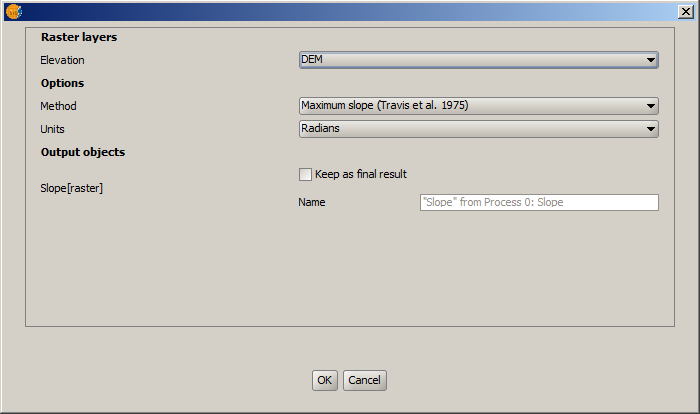 Raster layers
Elevation DEM
Options
Method Maximum slope (Travis et al. 1975)
Units Radians
Output objects
Slope[raster] Keep as final result
Name "Slope" from Process 0: Slope
OK Cancel